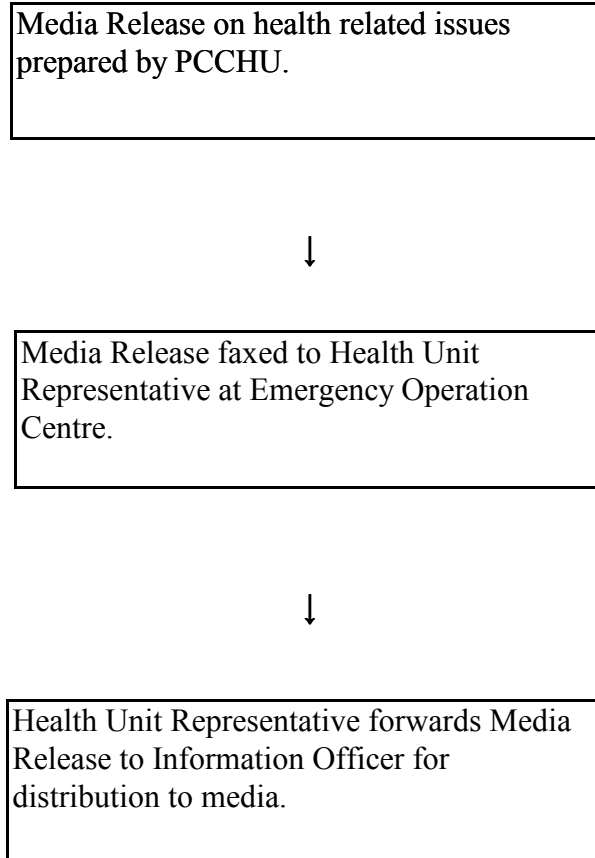 Media Release on health related issues
prepared by PCCHU.
↓
Media Release faxed to Health Unit
Representative at Emergency Operation
Centre.
↓
Health Unit Representative forwards Media
Release to Information Officer for
distribution to media.